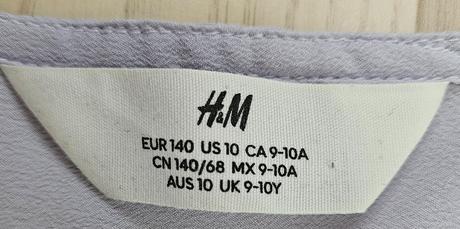 H&M
EUR 140 US 10 CA 9-10A
CN 140/68 MX 9-10A
AUS 10 UK 9-10Y